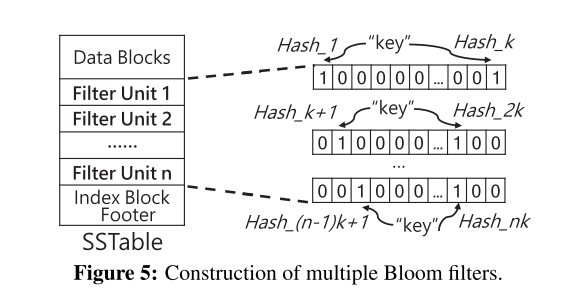 Data Blocks
Filter Unit 1
Filter Unit 2
......
Filter Unit n
Index Block
Footer
SSTable
Hash_1 "key" Hash_k
1 0 0 0 0 0 0 ... 0 0 1
Hash_k+1 "key" Hash_2k
0 1 0 0 0 0 ... 1 0 0
...
0 0 1 0 0 0 ... 1 0 0
Hash_(n-1)k+1 "key" Hash_nk
Figure 5: Construction of multiple Bloom filters.